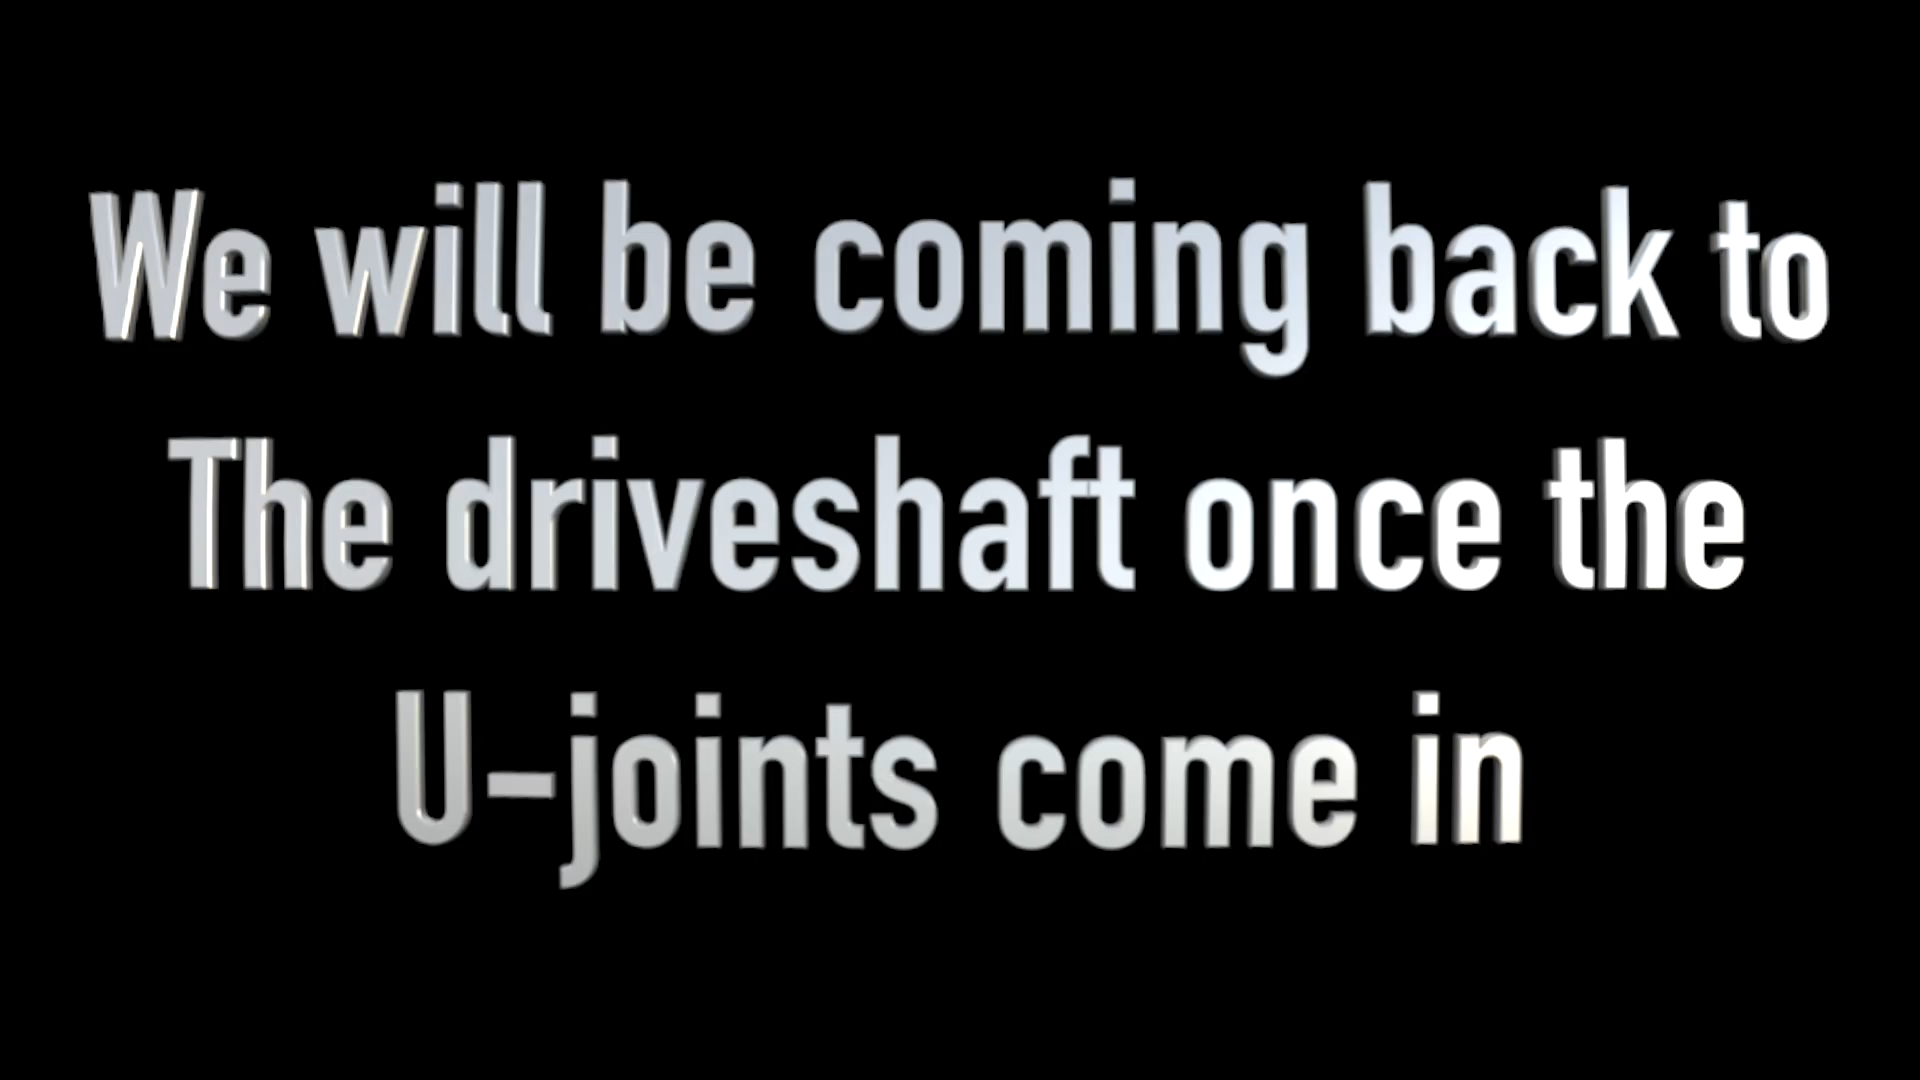 We will be coming back to
The driveshaft once the
U-joints come in